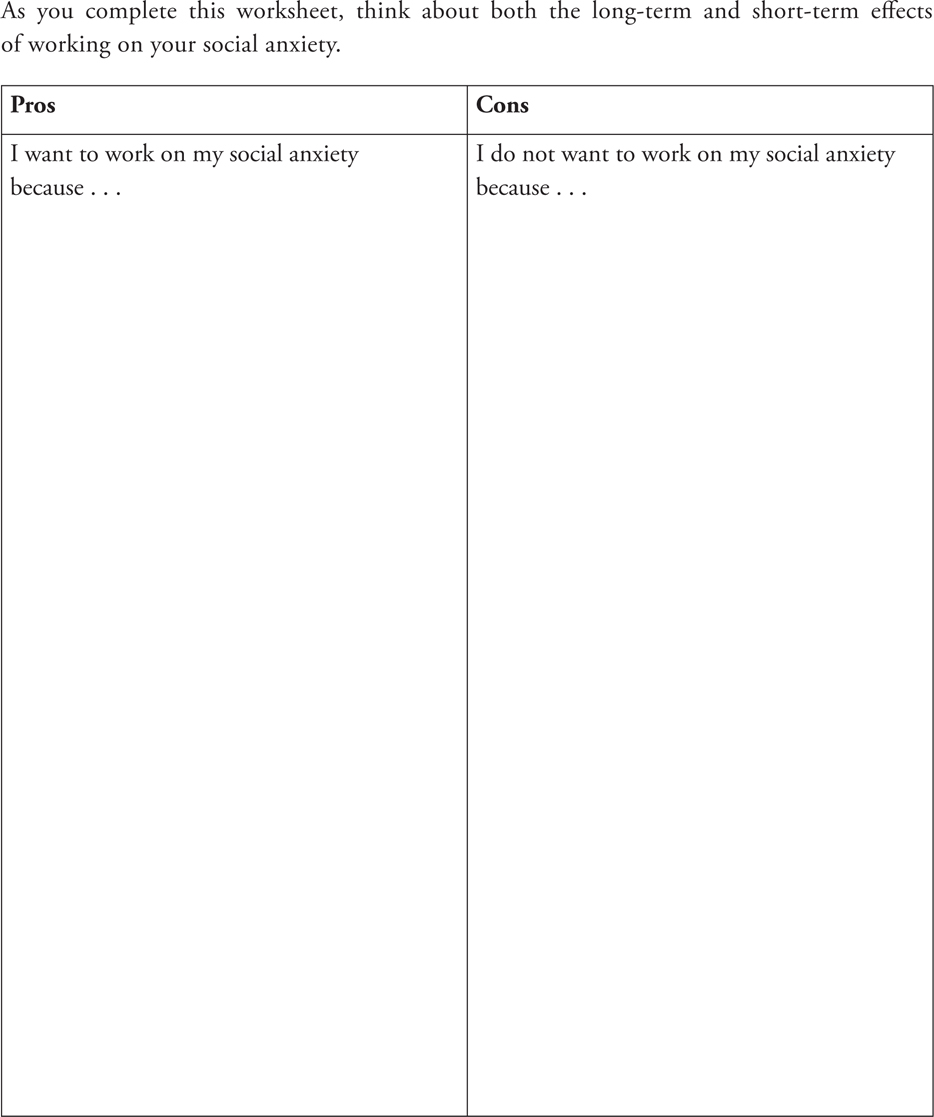 As you complete this worksheet, think about both the long-term and short-term effects
of working on your social anxiety.
Pros
Cons
I want to work on my social anxiety
because . . .
I do not want to work on my social anxiety
because . . .